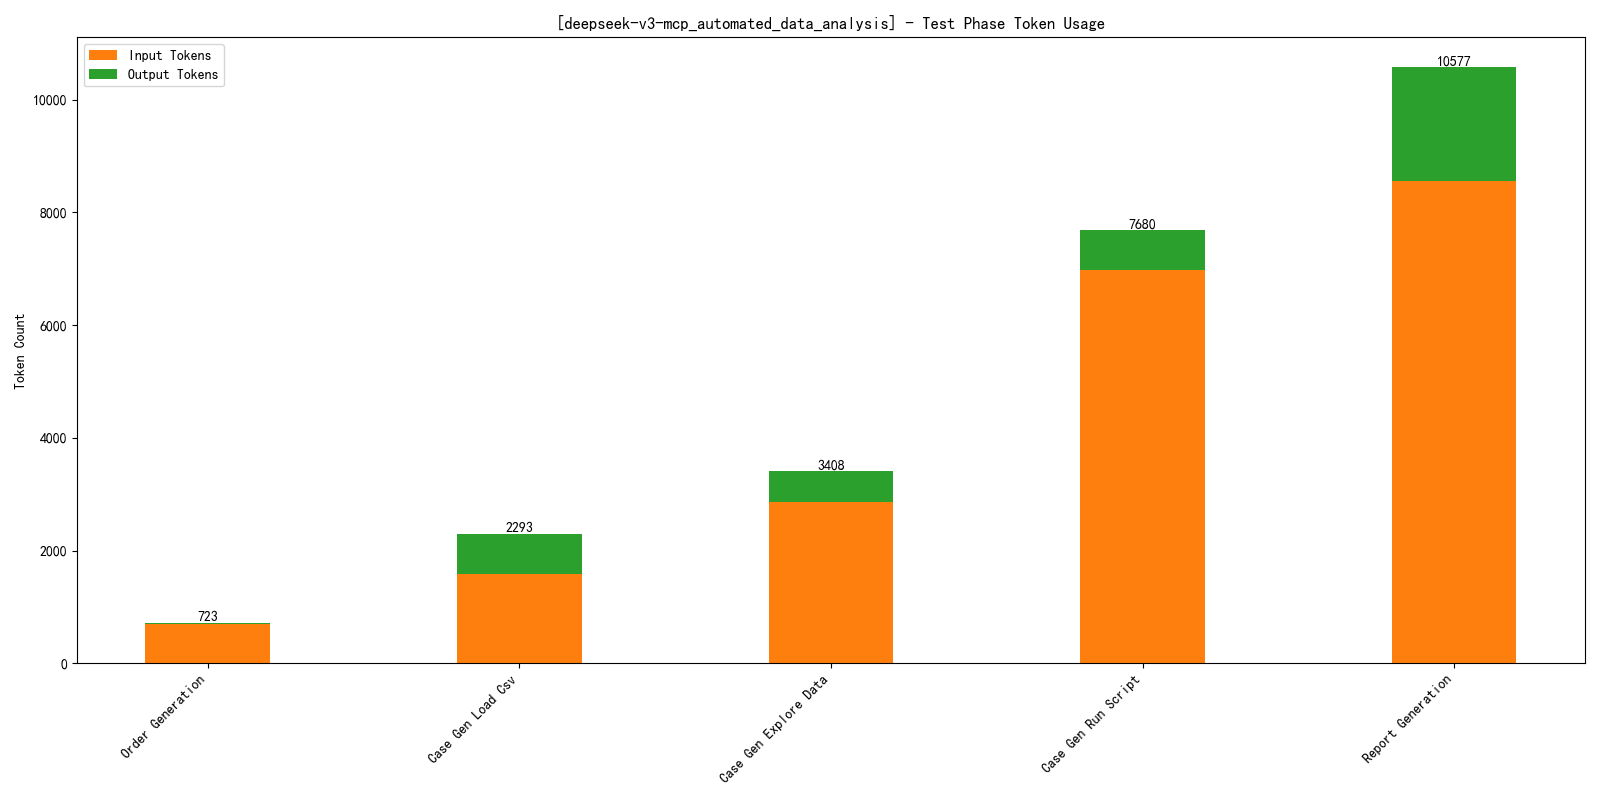 [deepseek-v3-mcp_automated_data_analysis] - Test Phase Token Usage
Input Tokens
Output Tokens
Token Count
10000
8000
6000
4000
2000
0
723
2293
3408
7680
10577
Order Generation
Case Gen Load Csv
Case Gen Explore Data
Case Gen Run Script
Report Generation